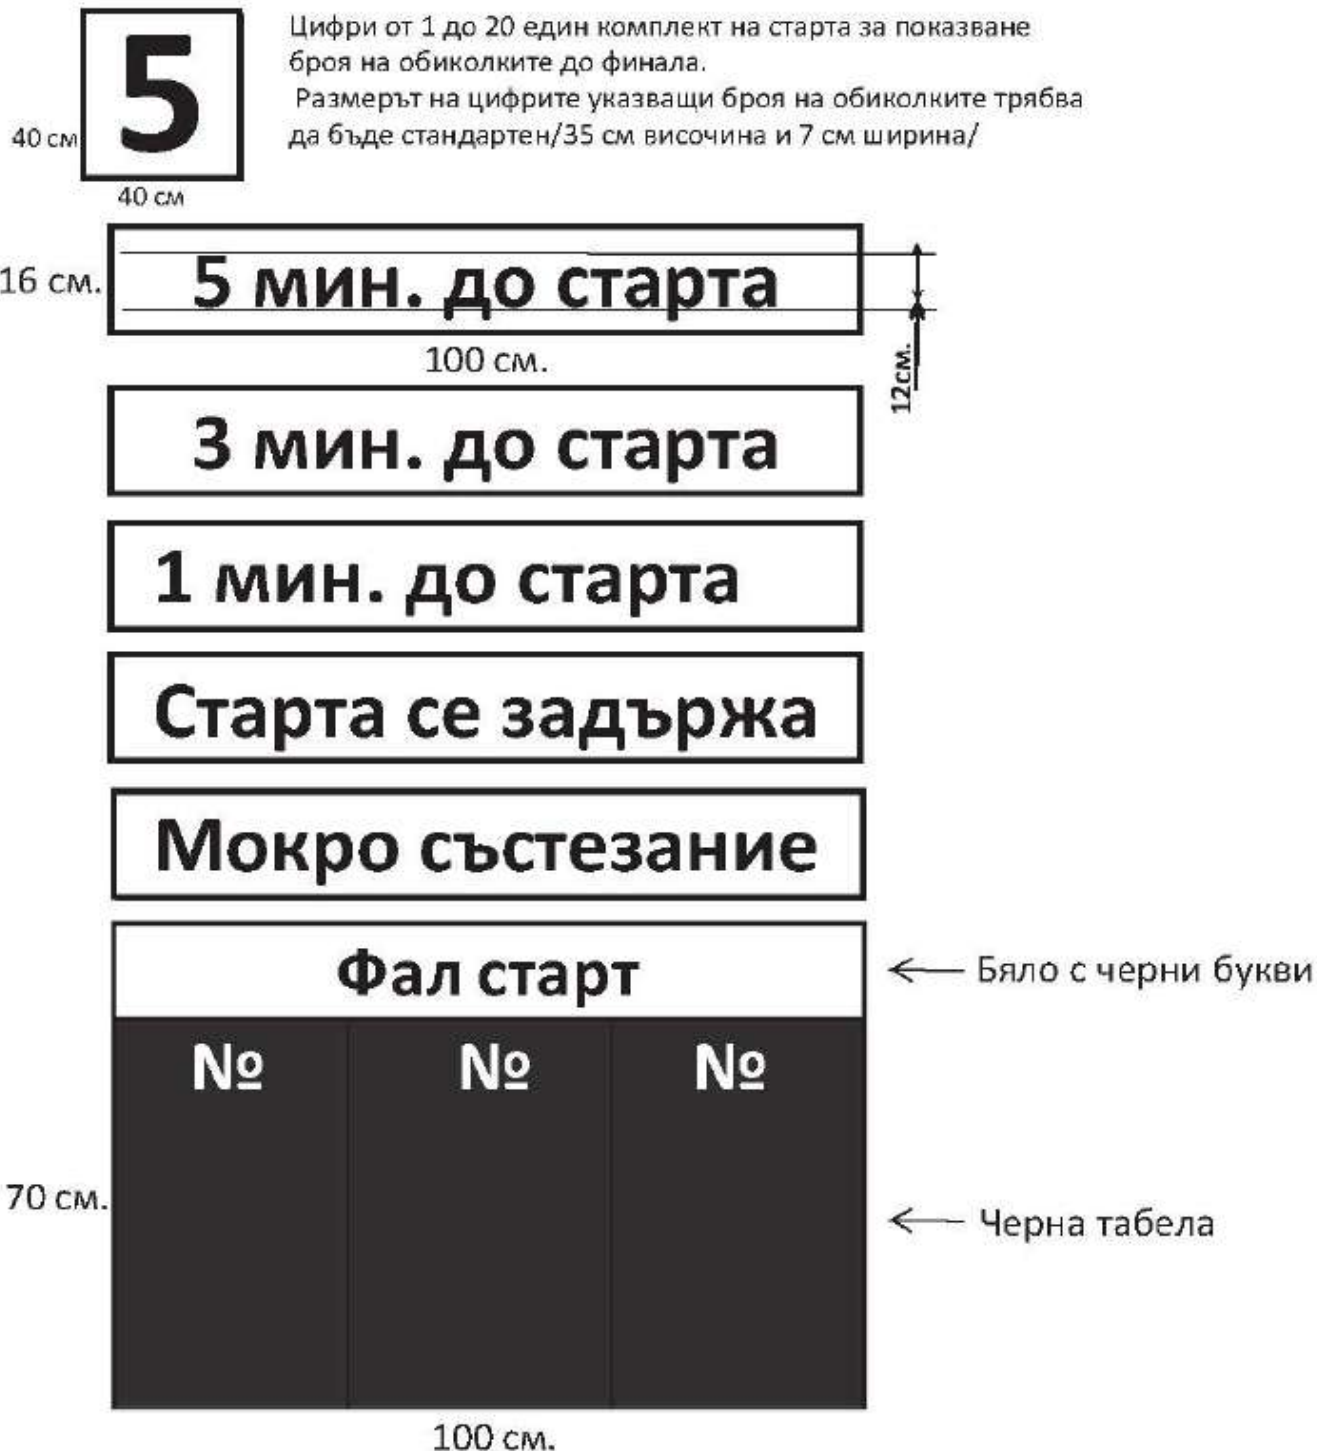 5
Цифри от 1 до 20 един комплект на старта за показване
броя на обиколките до финала.
Размерът на цифрите указващи броя на обиколките трябва
да бъде стандартен/35 см височина и 7 см ширина/
40 см
40 см
16 см.
5 мин. до старта
12см.
100 см.
3 мин. до старта
1 мин. до старта
Старта се задържа
Мокро състезание
Фал старт
Бяло с черни букви
№ № №
70 см.
Черна табела
100 см.